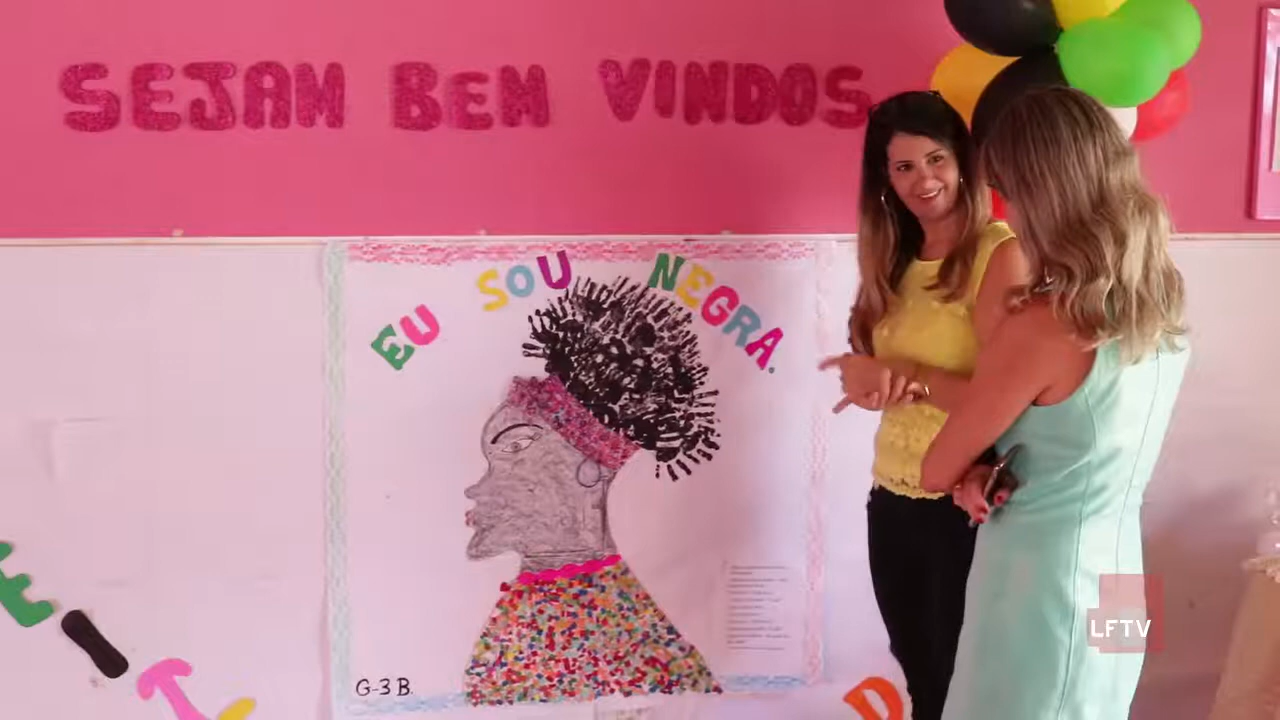 SEJAM BEM VINDOS
EU SOU NEGRA.
G-3 B.
E I T
D
LFTV